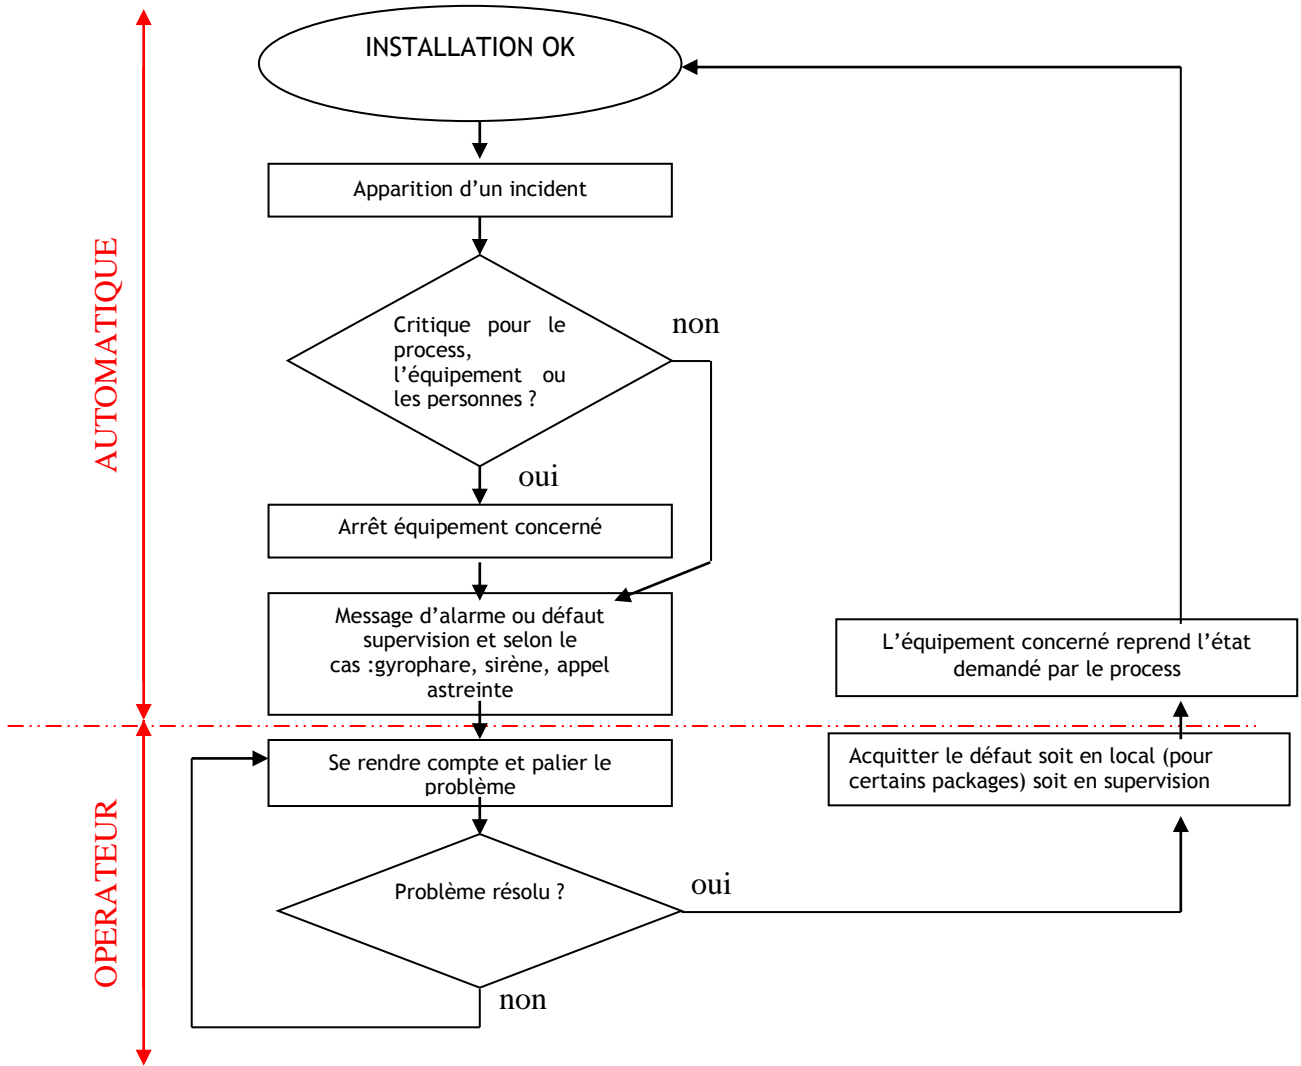 INSTALLATION OK
Apparition d’un incident
AUTOMATIQUE
Critique pour le
process,
l’équipement ou
les personnes ?
non
oui
Arrêt équipement concerné
Message d’alarme ou défaut
supervision et selon le
cas :gyrophare, sirène, appel
astreinte
L’équipement concerné reprend l’état
demandé par le process
Se rendre compte et palier le
problème
Acquitter le défaut soit en local (pour
certains packages) soit en supervision
OPERATEUR
Problème résolu ?
oui
non